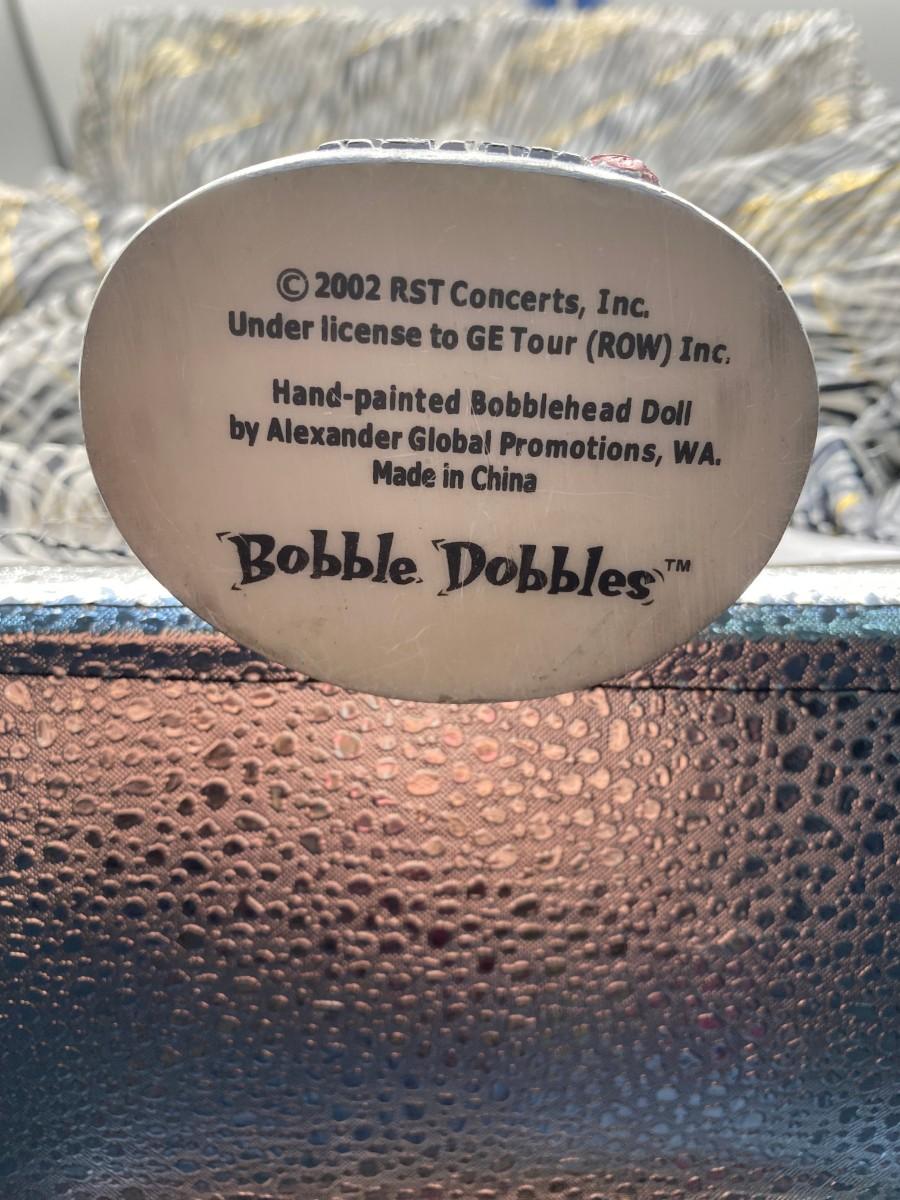 © 2002 RST Concerts, Inc.
Under license to GE Tour (ROW) Inc.
Hand-painted Bobblehead Doll
by Alexander Global Promotions, WA.
Made in China
Bobble Dobbles™